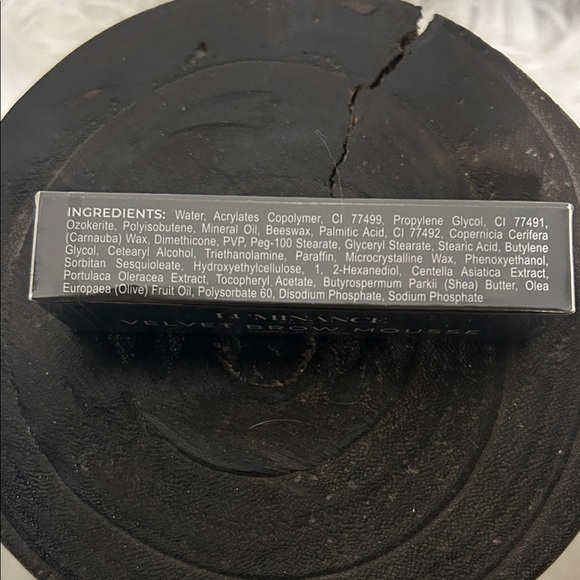 INGREDIENTS: Water, Acrylates Copolymer, CI 77499, Propylene Glycol, CI 77491,
Ozokerite, Polyisobutene, Mineral Oil, Beeswax, Palmitic Acid, CI 77492, Copernicia Cerifera
(Carnauba) Wax, Dimethicone, PVP, Peg-100 Stearate, Glyceryl Stearate, Stearic Acid, Butylene
Glycol, Cetearyl Alcohol, Triethanolamine, Paraffin, Microcrystalline Wax, Phenoxyethanol,
Sorbitan Sesquioleate, Hydroxyethylcellulose, 1, 2-Hexanediol, Centella Asiatica Extract,
Portulaca Oleracea Extract, Tocopheryl Acetate, Butyrospermum Parkii (Shea) Butter, Olea
Europaea (Olive) Fruit Oil, Polysorbate 60, Disodium Phosphate, Sodium Phosphate
LUMINANCE
VELVET BROW MOUSSE